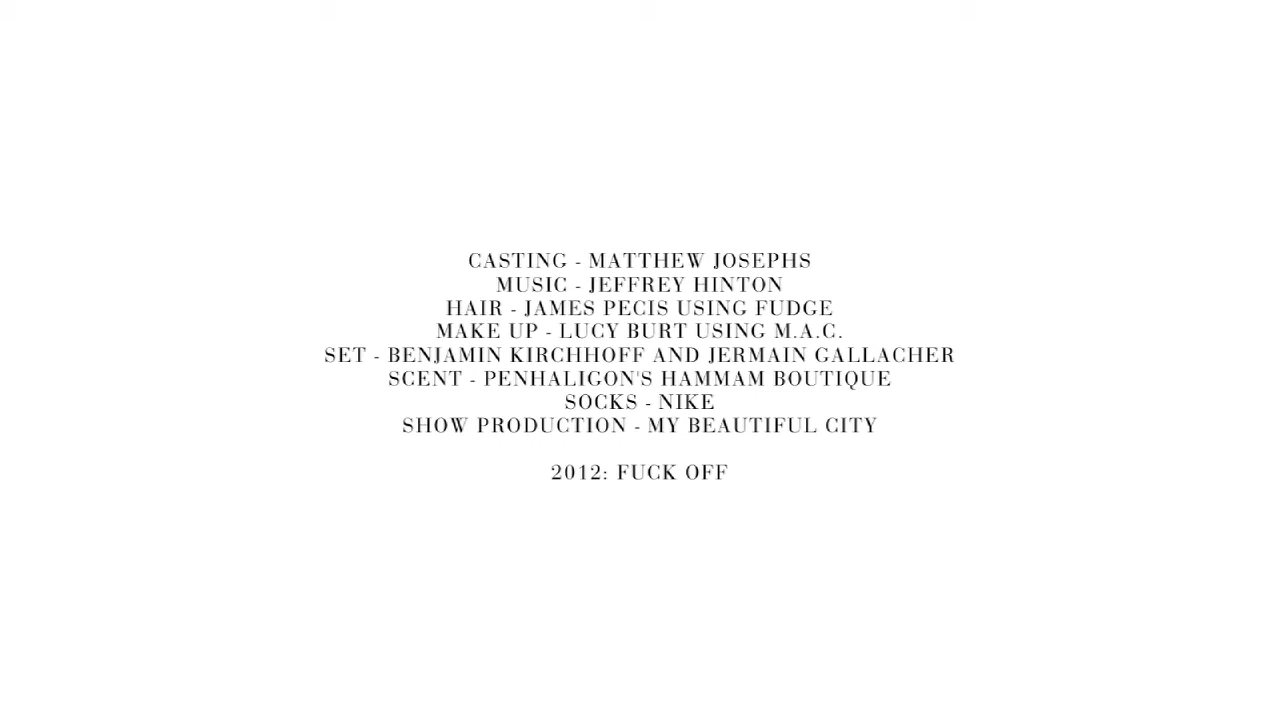 CASTING - MATTHEW JOSEPHS
MUSIC - JEFFREY HINTON
HAIR - JAMES PECIS USING FUDGE
MAKE UP - LUCY BURT USING M.A.C.
SET - BENJAMIN KIRCHHOFF AND JERMAIN GALLACHER
SCENT - PENHALIGON'S HAMMAM BOUTIQUE
SOCKS - NIKE
SHOW PRODUCTION - MY BEAUTIFUL CITY
2012: FUCK OFF